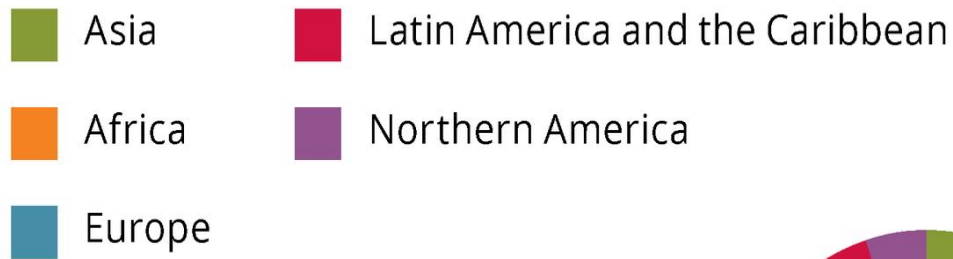 Asia
Latin America and the Caribbean
Africa
Northern America
Europe